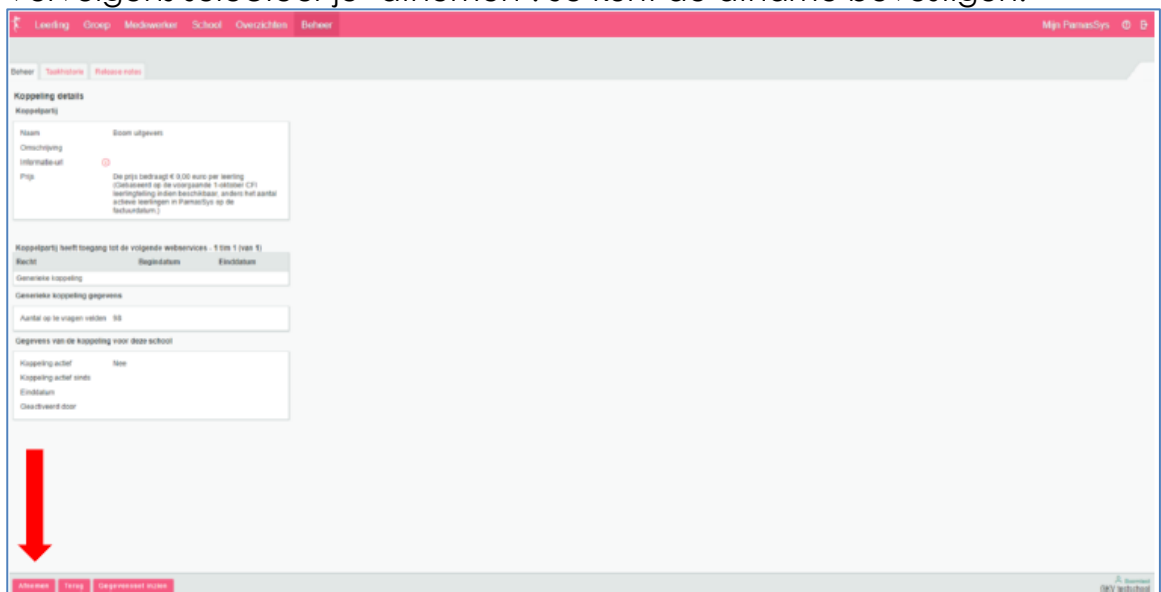 Vervolgens selecteer je 'afnemen'. Je kunt de afname bevestigen.
Leerling Groep Medewerker School Overzichten Beheer Mijn ParnasSys
Beheer Taakhistorie Release notes
Koppeling details
Koppelpartij
Naam Boom uitgevers
Omschrijving
Informatie-url
Prijs De prijs bedraagt € 0,00 euro per leerling
(Gebaseerd op de voorgaande 1-oktober CFI
leerlingtelling indien beschikbaar, anders het aantal
actieve leerlingen in ParnasSys op de
factuurdatum.)
Koppelpartij heeft toegang tot de volgende webservices - 1 t/m 1 (van 1)
Recht Begindatum Einddatum
Generieke koppeling
Generieke koppeling gegevens
Aantal op te vragen velden 98
Gegevens van de koppeling voor deze school
Koppeling actief Nee
Koppeling actief sinds
Einddatum
Geactiveerd door
Afnemen Terug Gegevensset inzien